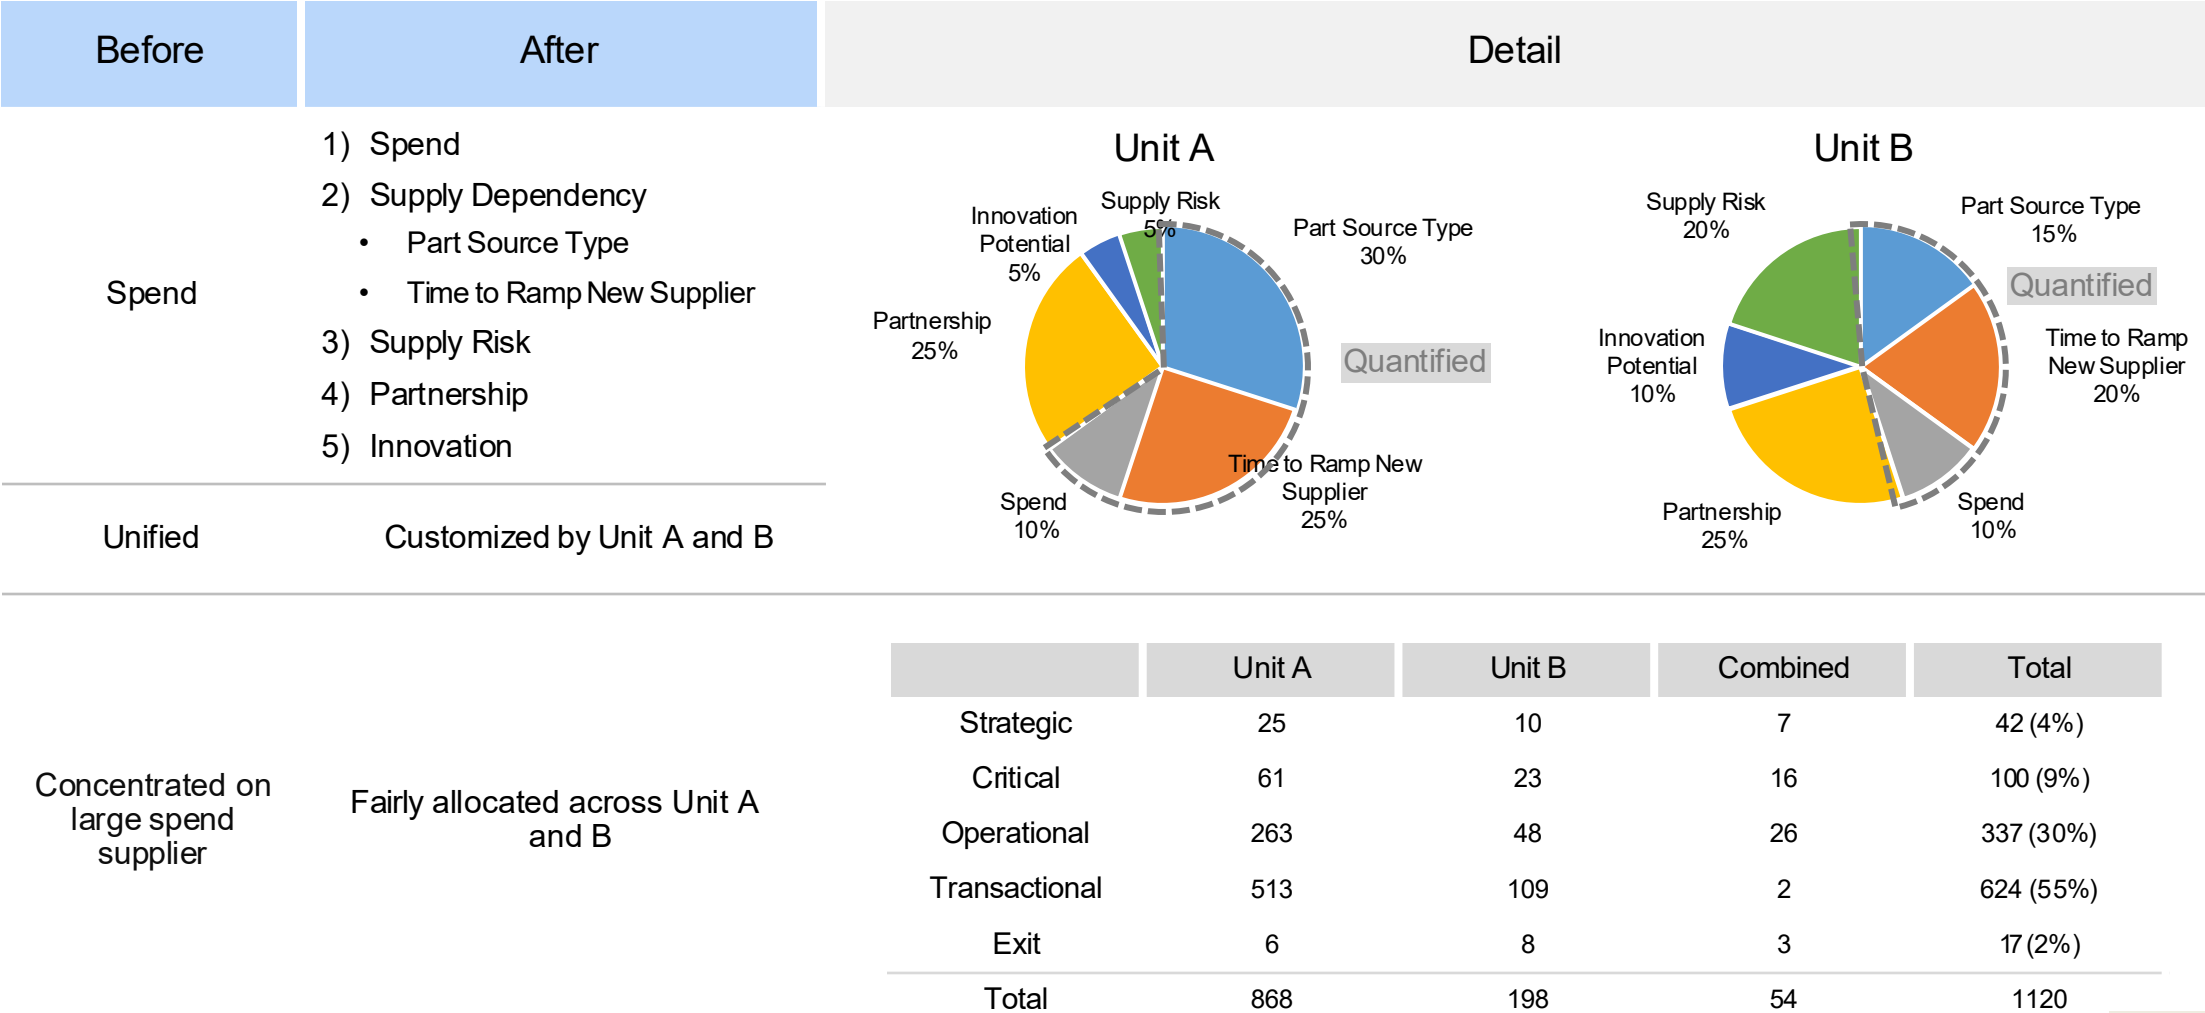 Before
After
Detail
Spend
1) Spend
2) Supply Dependency
• Part Source Type
• Time to Ramp New Supplier
3) Supply Risk
4) Partnership
5) Innovation
Unified
Customized by Unit A and B
Unit A
Supply Risk
5%
Innovation
Potential
5%
Part Source Type
30%
Partnership
25%
Quantified
Time to Ramp New
Supplier
25%
Spend
10%
Unit B
Supply Risk
20%
Part Source Type
15%
Quantified
Innovation
Potential
10%
Time to Ramp
New Supplier
20%
Partnership
25%
Spend
10%
Concentrated on
large spend
supplier
Fairly allocated across Unit A
and B
Unit A Unit B Combined Total
Strategic 25 10 7 42 (4%)
Critical 61 23 16 100 (9%)
Operational 263 48 26 337 (30%)
Transactional 513 109 2 624 (55%)
Exit 6 8 3 17 (2%)
Total 868 198 54 1120